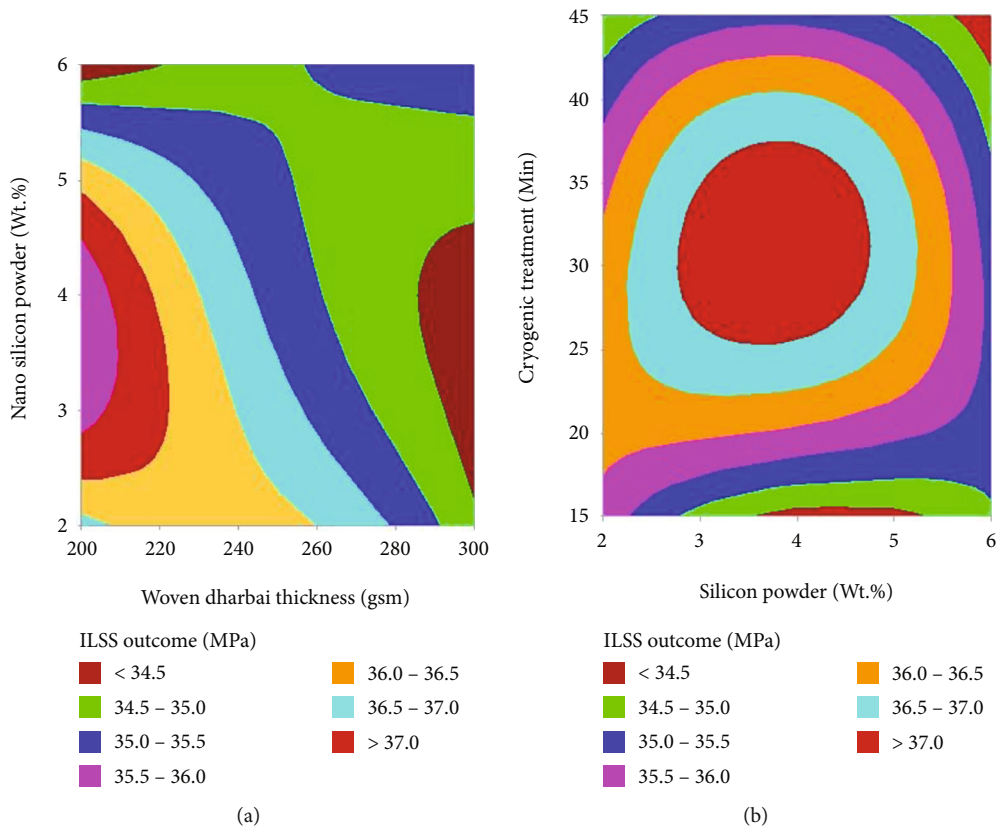 6
5
4
3
2
Nano silicon powder (Wt.%)
200 220 240 260 280 300
Woven dharbai thickness (gsm)
ILSS outcome (MPa)
< 34.5
34.5 – 35.0
35.0 – 35.5
35.5 – 36.0
36.0 – 36.5
36.5 – 37.0
> 37.0
(a)
45
40
35
30
25
20
15
Cryogenic treatment (Min)
2 3 4 5 6
Silicon powder (Wt.%)
ILSS outcome (MPa)
< 34.5
34.5 – 35.0
35.0 – 35.5
35.5 – 36.0
36.0 – 36.5
36.5 – 37.0
> 37.0
(b)